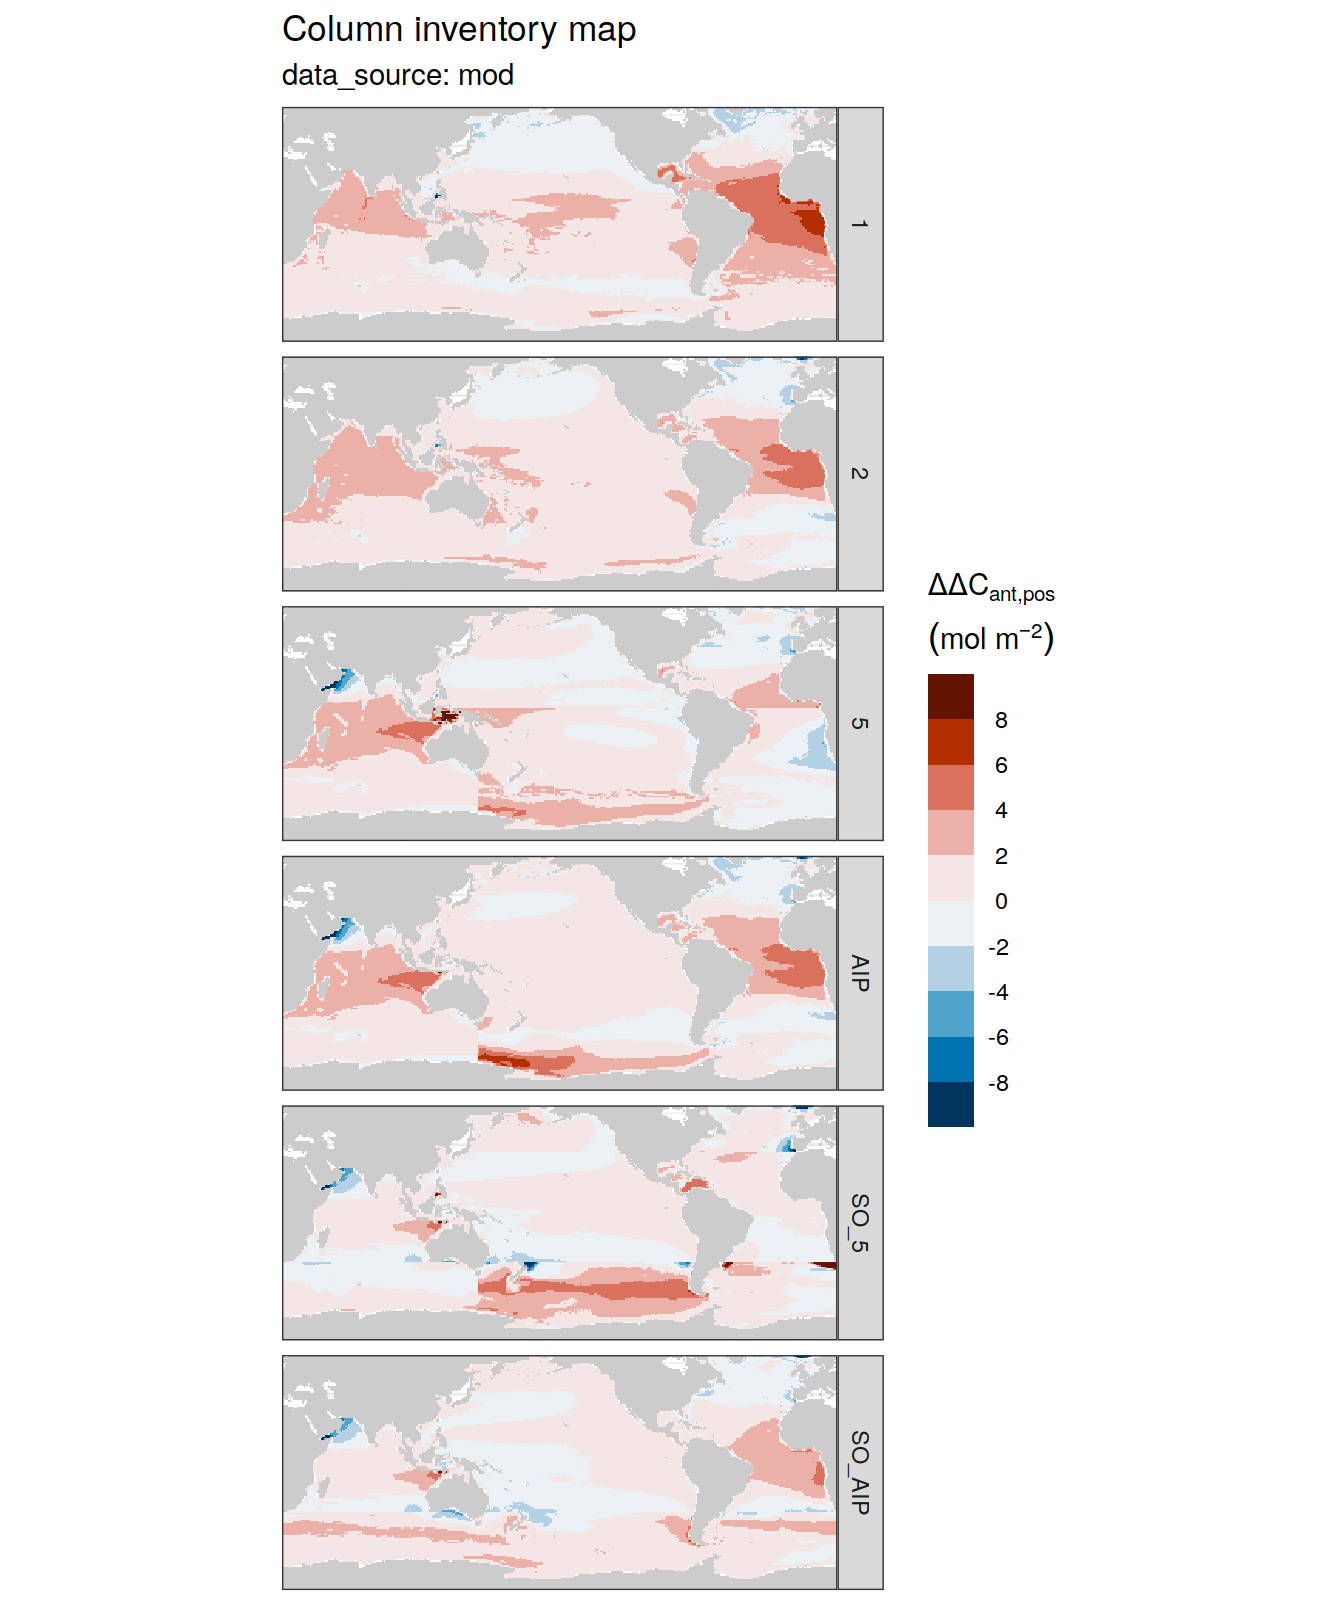 Column inventory map
data_source: mod
1
2
5
AIP
SO_5
SO_AIP
ΔΔCant,pos
(mol m−2)
8
6
4
2
0
-2
-4
-6
-8